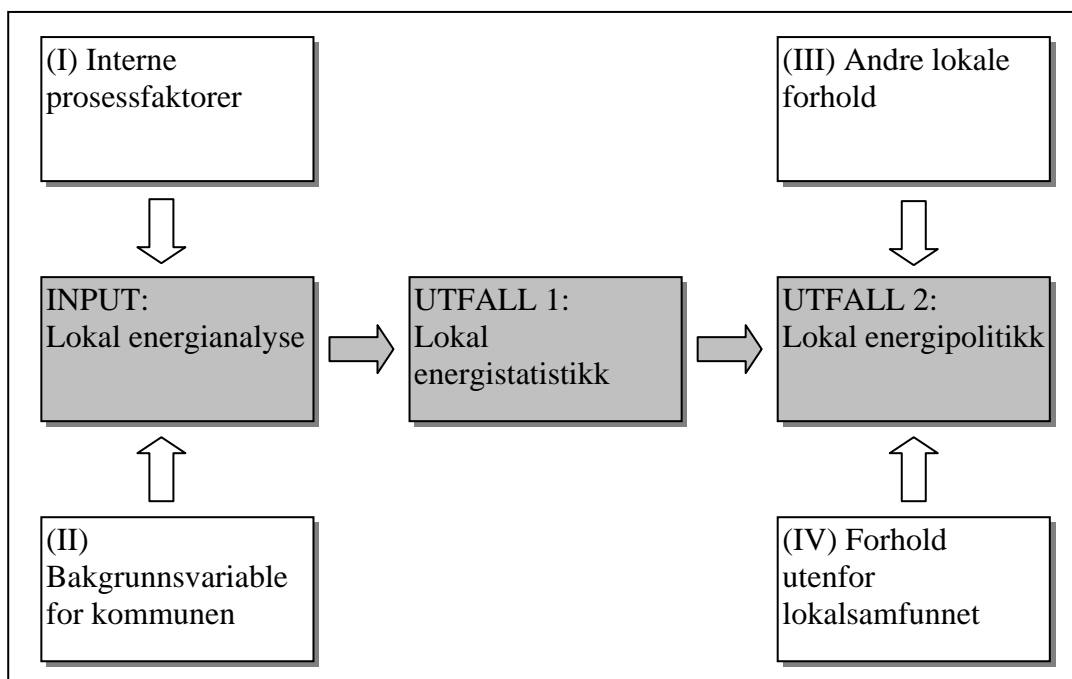 (I) Interne
prosessfaktorer
(III) Andre lokale
forhold
INPUT:
Lokal energianalyse
UTFALL 1:
Lokal
energistatistikk
UTFALL 2:
Lokal energipolitikk
(II)
Bakgrunnsvariable
for kommunen
(IV) Forhold
utenfor
lokalsamfunnet